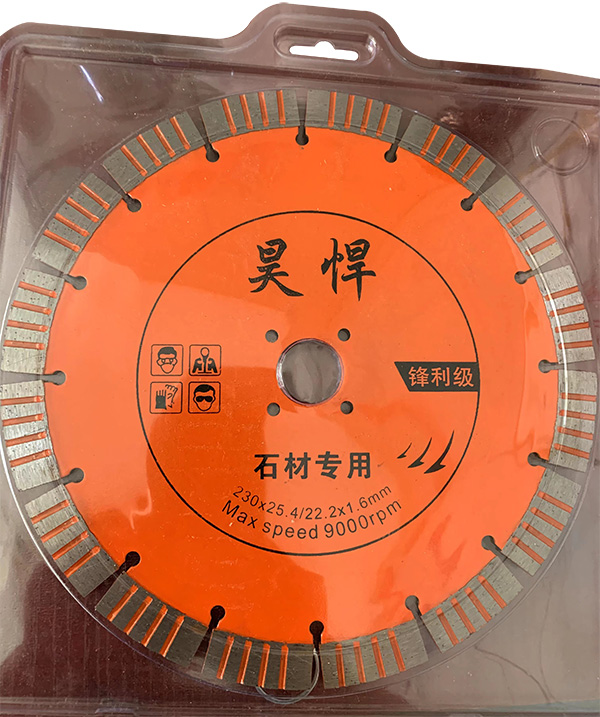 昊悍
锋利级
石材专用
230x25.4/22.2x1.6mm
Max speed 9000rpm